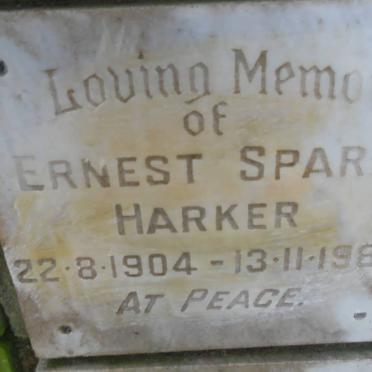 Loving Memo
of
ERNEST SPAR
HARKER
22·8·1904 - 13·11·198
AT PEACE.